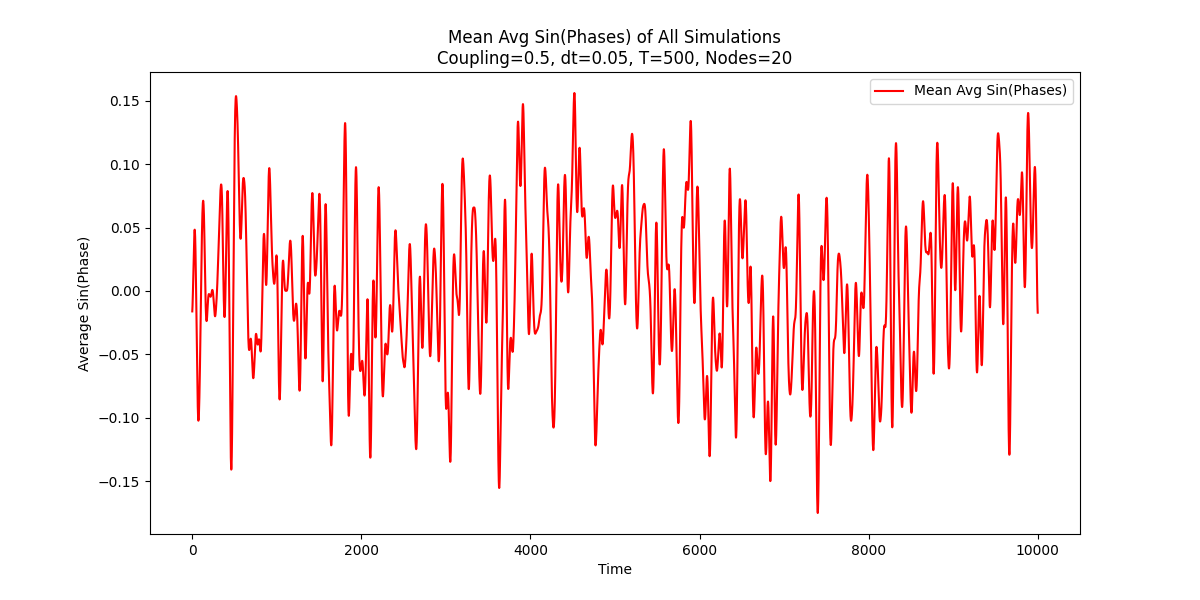 Mean Avg Sin(Phases) of All Simulations
Coupling=0.5, dt=0.05, T=500, Nodes=20
Mean Avg Sin(Phases)
Average Sin(Phase)
0.15
0.10
0.05
0.00
−0.05
−0.10
−0.15
0 2000 4000 6000 8000 10000
Time